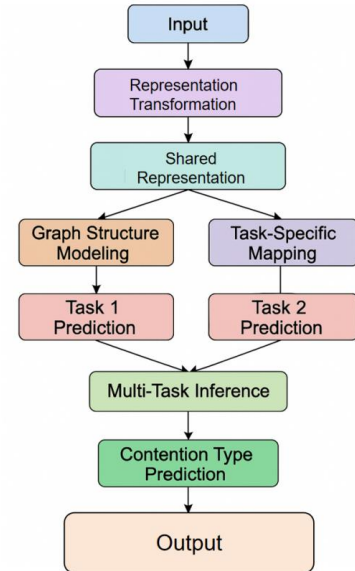 Input
Representation
Transformation
Shared
Representation
Graph Structure
Modeling
Task-Specific
Mapping
Task 1
Prediction
Task 2
Prediction
Multi-Task Inference
Contention Type
Prediction
Output